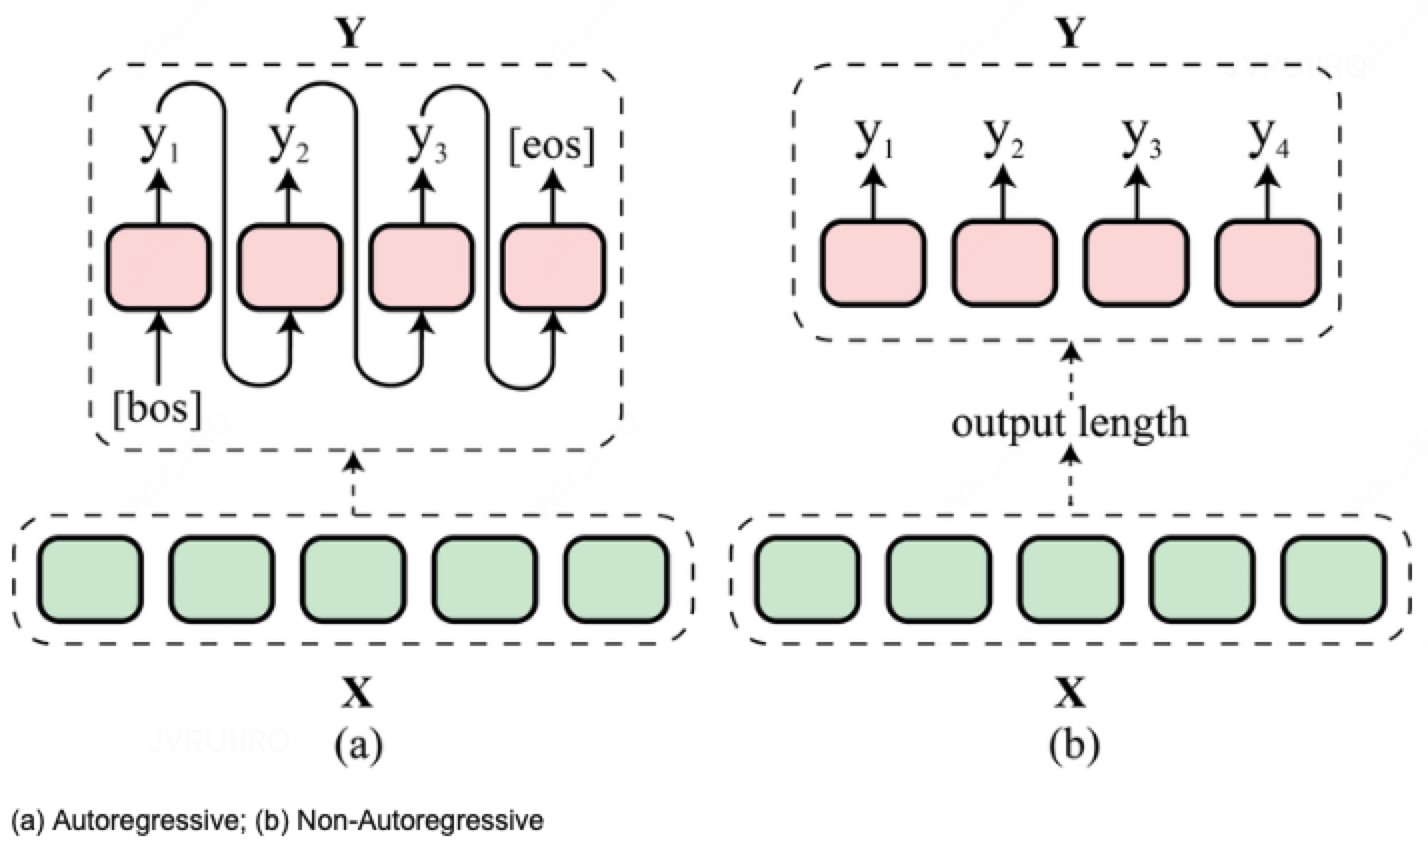 Y
y1 y2 y3 [eos]
[bos]
X
(a)
Y
y1 y2 y3 y4
output length
X
(b)
(a) Autoregressive; (b) Non-Autoregressive